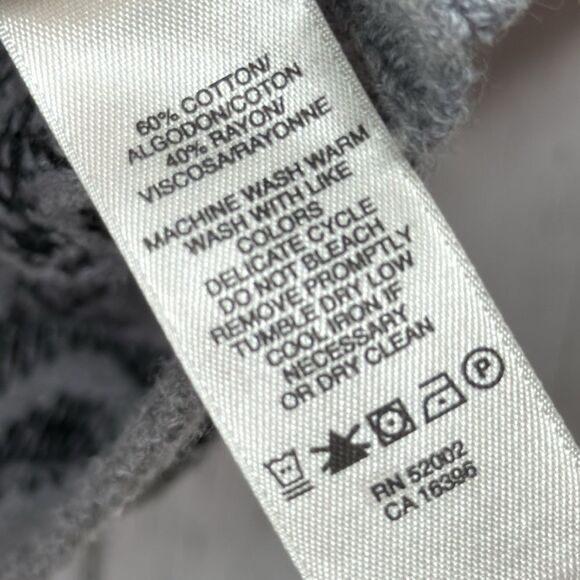 60% COTTON/
ALGODON/COTON
40% RAYON/
VISCOSA/RAYONNE
MACHINE WASH WARM
WASH WITH LIKE
COLORS
DELICATE CYCLE
DO NOT BLEACH
REMOVE PROMPTLY
TUMBLE DRY LOW
COOL IRON IF
NECESSARY
OR DRY CLEAN
P
RN 52002
CA 16396